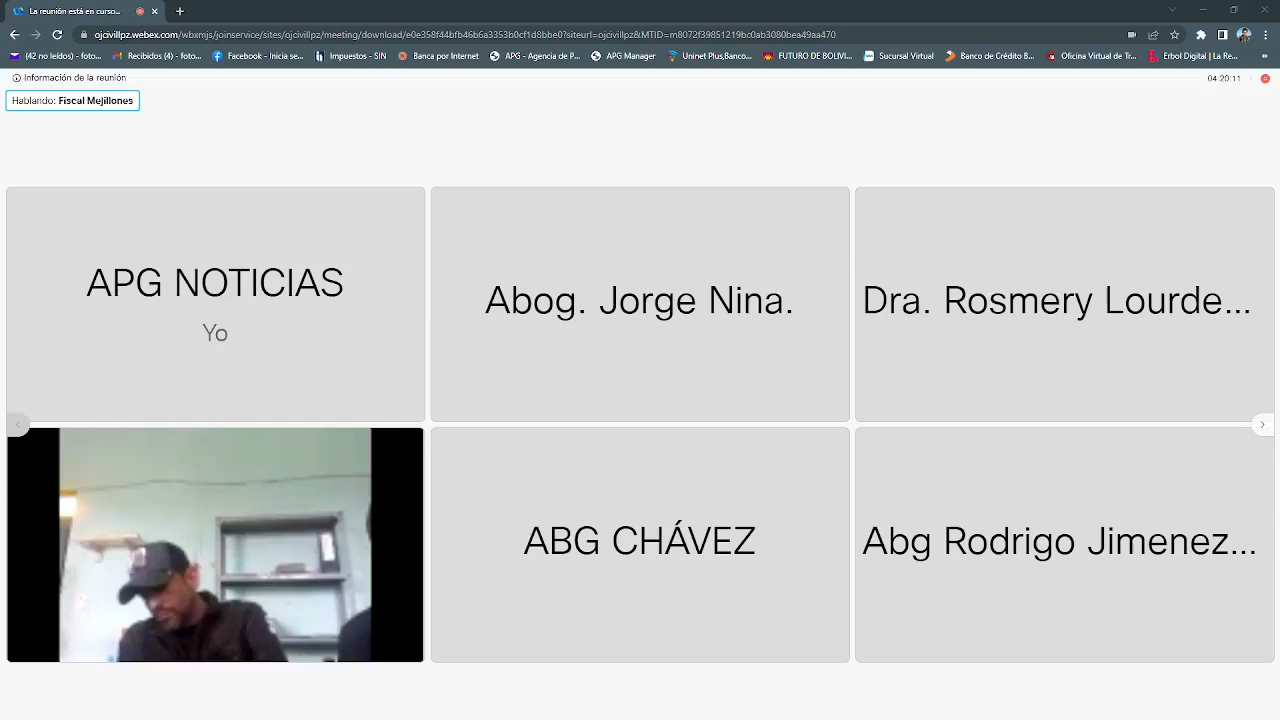 La reunión está en curso...
ojcivillpz.webex.com/wbxmjs/joinservice/sites/ojcivillpz/meeting/download/e0e358f44bfb46b6a3353c0cf1d9bbe0?siteurl=ojcivillpz&MTID=m8072f39851219bc0ab3080bea49aa470
(42 no leídos) - foto... Recibidos (4) - foto... Facebook - Inicia se... Impuestos - SIN Banca por Internet APG - Agencia de P... APG Manager Uninet Plus,Banco... FUTURO DE BOLIVI... Sucursal Virtual Banco de Crédito B... Oficina Virtual de Tr... Erbol Digital | La Re... »
Información de la reunión 04:20:11
Hablando: Fiscal Mejillones
APG NOTICIAS
Yo
Abog. Jorge Nina.
Dra. Rosmery Lourde...
ABG CHÁVEZ
Abg Rodrigo Jimenez...